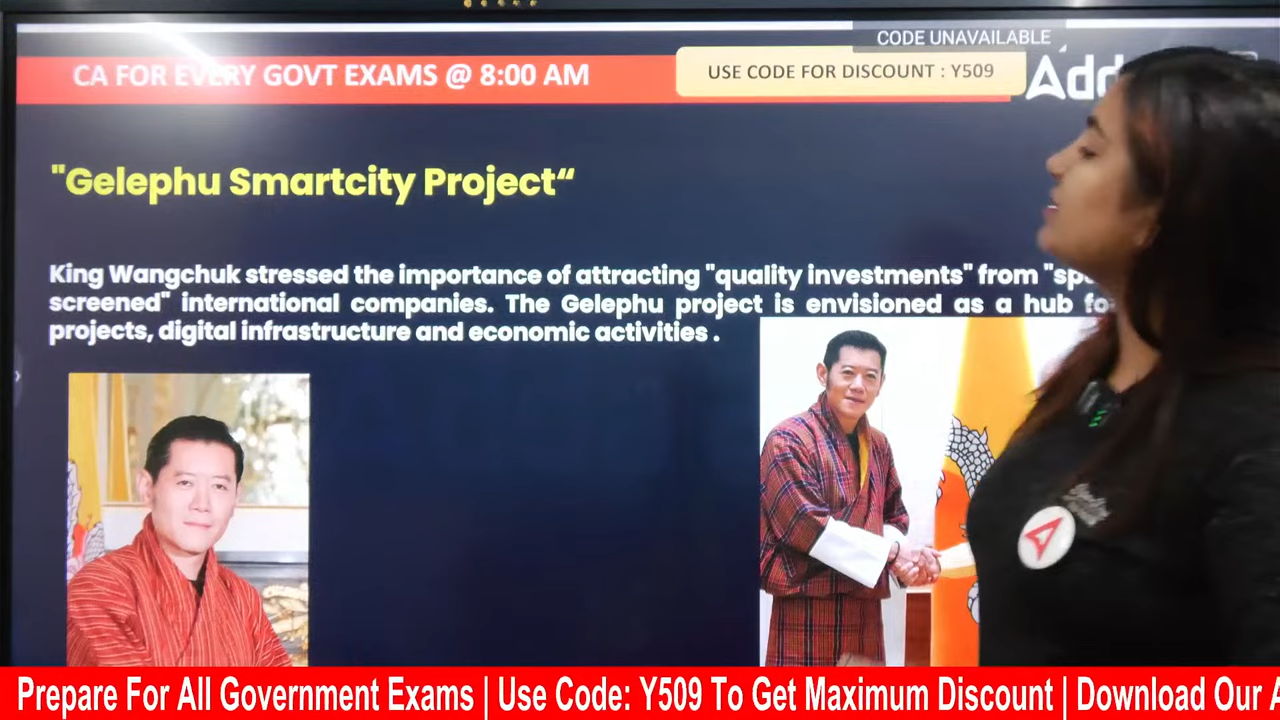 CODE UNAVAILABLE
CA FOR EVERY GOVT EXAMS @ 8:00 AM
USE CODE FOR DISCOUNT : Y509
Add
"Gelephu Smartcity Project“
King Wangchuk stressed the importance of attracting "quality investments" from
screened" international companies. The Gelephu project is envisioned as a hub
projects, digital infrastructure and economic activities .
Prepare For All Government Exams | Use Code: Y509 To Get Maximum Discount | Download Our